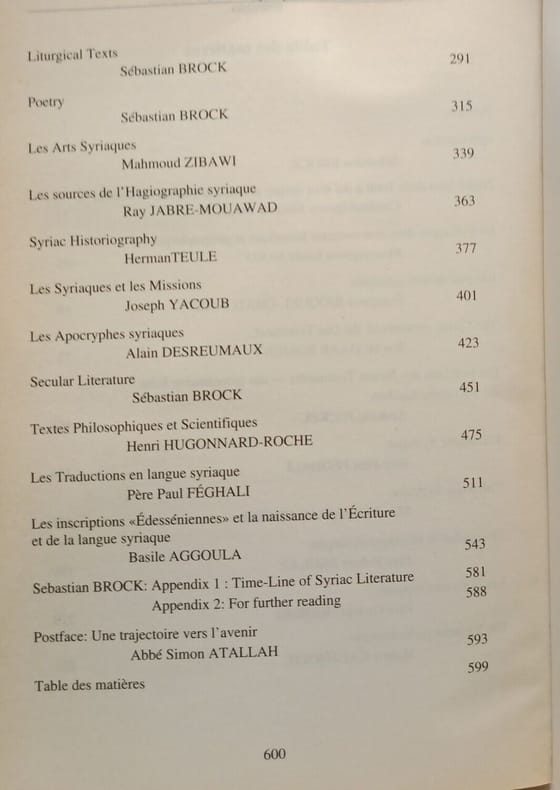 Liturgical Texts 291
Sébastian BROCK
Poetry 315
Sébastian BROCK
Les Arts Syriaques 339
Mahmoud ZIBAWI
Les sources de l'Hagiographie syriaque 363
Ray JABRE-MOUAWAD
Syriac Historiography 377
HermanTEULE
Les Syriaques et les Missions 401
Joseph YACOUB
Les Apocryphes syriaques 423
Alain DESREUMAUX
Secular Literature 451
Sébastian BROCK
Textes Philosophiques et Scientifiques 475
Henri HUGONNARD-ROCHE
Les Traductions en langue syriaque 511
Père Paul FÉGHALI
Les inscriptions «Édesséniennes» et la naissance de l'Écriture
et de la langue syriaque 543
Basile AGGOULA
Sebastian BROCK: Appendix 1 : Time-Line of Syriac Literature 581
Appendix 2: For further reading 588
Postface: Une trajectoire vers l'avenir 593
Abbé Simon ATALLAH
Table des matières 599
600